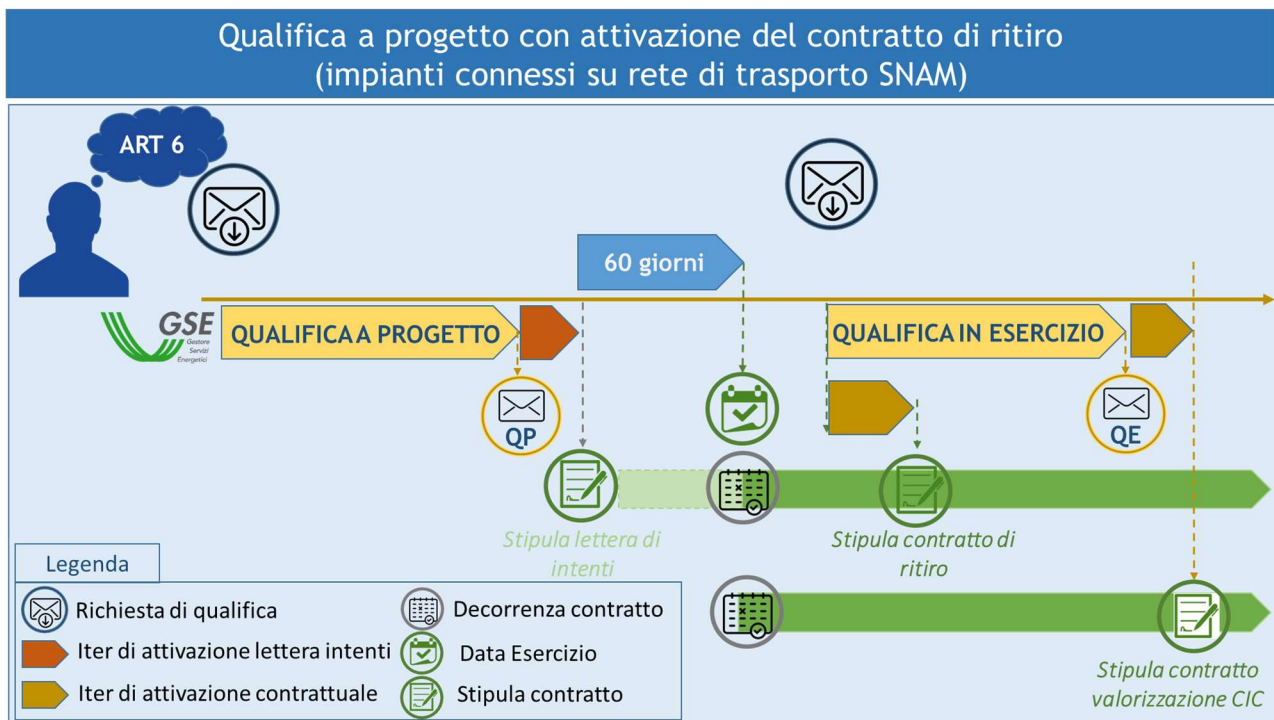 Qualifica a progetto con attivazione del contratto di ritiro
(impianti connessi su rete di trasporto SNAM)
ART 6
60 giorni
GSE
Gestore
Servizi
Energetici
QUALIFICA A PROGETTO
QUALIFICA IN ESERCIZIO
QP
QE
Stipula lettera di
intenti
Stipula contratto di
ritiro
Legenda
Richiesta di qualifica
Decorrenza contratto
Iter di attivazione lettera intenti
Data Esercizio
Iter di attivazione contrattuale
Stipula contratto
Stipula contratto
valorizzazione CIC